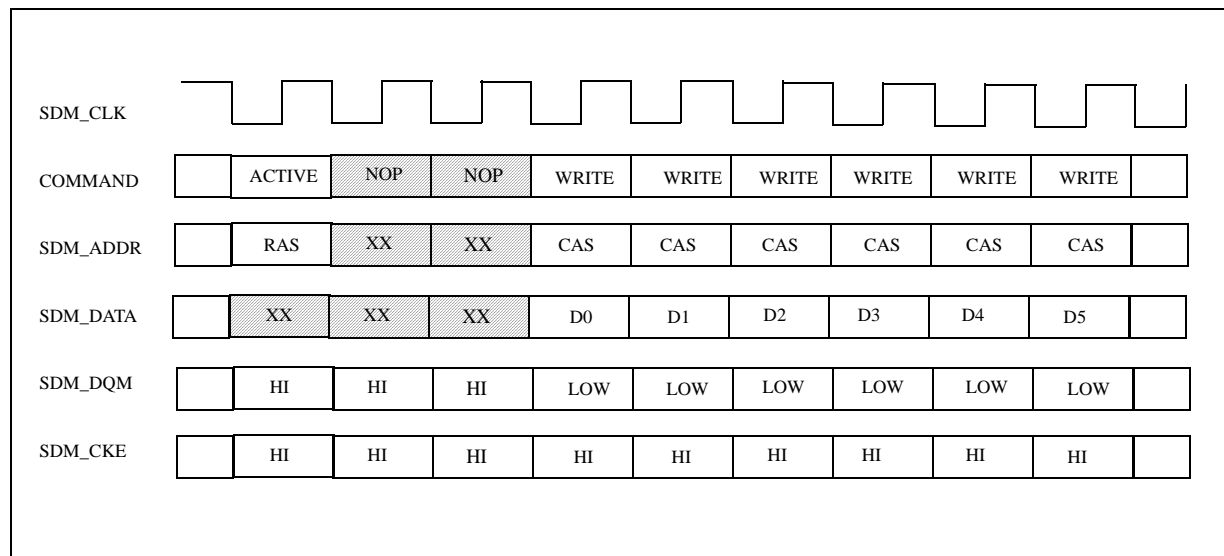 SDM_CLK
COMMAND ACTIVE NOP NOP WRITE WRITE WRITE WRITE WRITE WRITE
SDM_ADDR RAS XX XX CAS CAS CAS CAS CAS CAS
SDM_DATA XX XX XX D0 D1 D2 D3 D4 D5
SDM_DQM HI HI HI LOW LOW LOW LOW LOW LOW
SDM_CKE HI HI HI HI HI HI HI HI HI